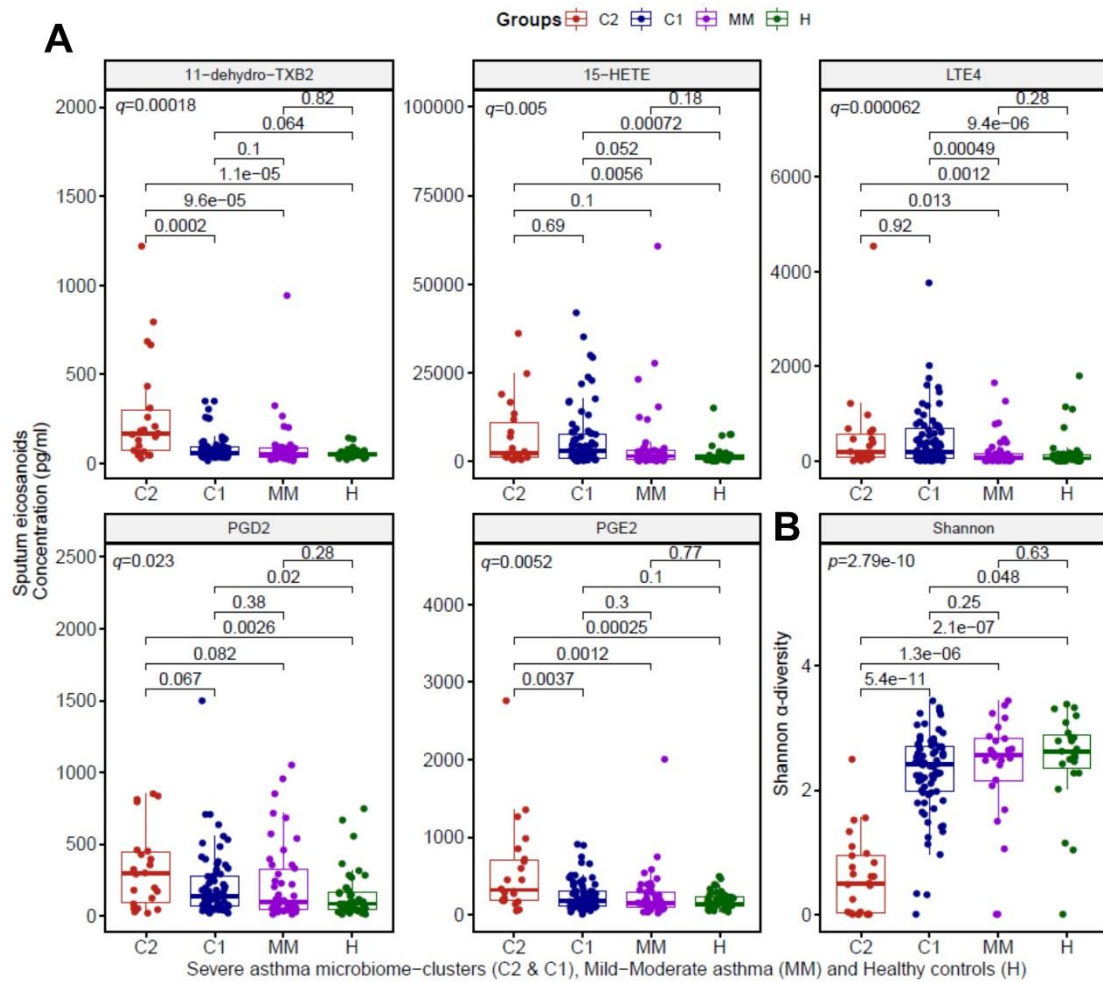 Groups C2 C1 MM H
A
11−dehydro−TXB2
15−HETE
LTE4
q=0.00018
0.82
0.064
0.1
1.1e−05
9.6e−05
0.0002
2000
1500
1000
500
0
C2 C1 MM H
q=0.005
0.18
0.00072
0.052
0.0056
0.1
0.69
100000
75000
50000
25000
0
C2 C1 MM H
q=0.000062
0.28
9.4e−06
0.00049
0.0012
0.013
0.92
6000
4000
2000
0
C2 C1 MM H
Sputum eicosanoids
Concentration (pg/ml)
PGD2
PGE2
B
Shannon
q=0.023
0.28
0.02
0.38
0.0026
0.082
0.067
2500
2000
1500
1000
500
0
C2 C1 MM H
q=0.0052
0.77
0.1
0.3
0.00025
0.0012
0.0037
4000
3000
2000
1000
0
C2 C1 MM H
p=2.79e-10
0.63
0.048
0.25
2.1e−07
1.3e−06
5.4e−11
Shannon α-diversity
4
2
0
C2 C1 MM H
Severe asthma microbiome−clusters (C2 & C1), Mild−Moderate asthma (MM) and Healthy controls (H)